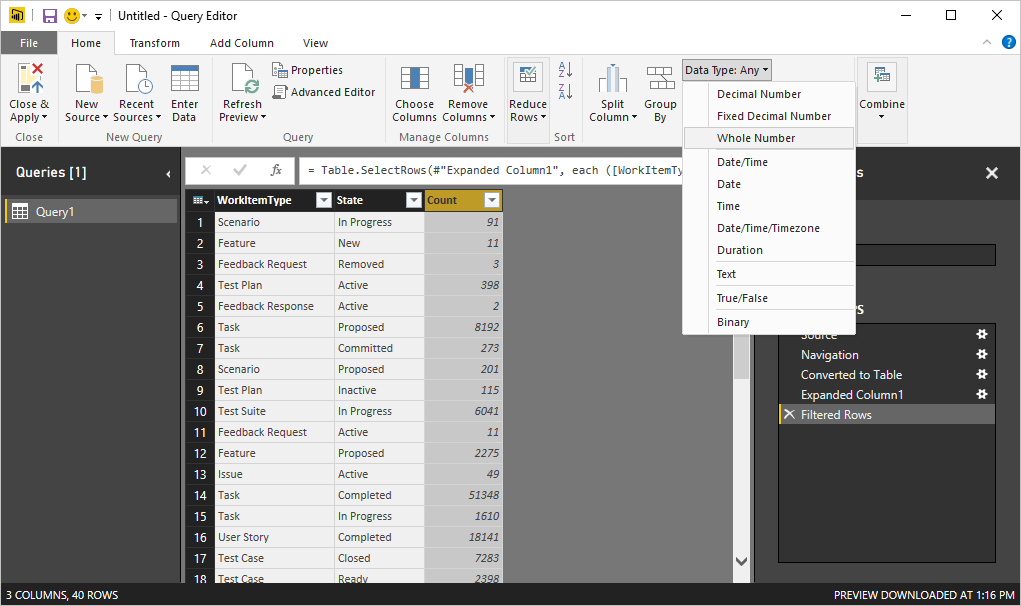 Untitled - Query Editor
File Home Transform Add Column View
Close & Apply
New Source
Recent Sources
Enter Data
Refresh Preview
Properties
Advanced Editor
Choose Columns
Remove Columns
Reduce Rows
Split Column
Group By
Data Type: Any
Combine
Close New Query Query Manage Columns Sort
Decimal Number
Fixed Decimal Number
Whole Number
Date/Time
Date
Time
Date/Time/Timezone
Duration
Text
True/False
Binary
Queries [1]
Query1
fx = Table.SelectRows(#"Expanded Column1", each ([WorkItemTy
WorkItemType State Count
1 Scenario In Progress 91
2 Feature New 11
3 Feedback Request Removed 3
4 Test Plan Active 398
5 Feedback Response Active 2
6 Task Proposed 8192
7 Task Committed 273
8 Scenario Proposed 201
9 Test Plan Inactive 115
10 Test Suite In Progress 6041
11 Feedback Request Active 11
12 Feature Proposed 2275
13 Issue Active 49
14 Task Completed 51348
15 Task In Progress 1610
16 User Story Completed 18141
17 Test Case Closed 7283
18 Test Case Ready 2398
s
PS
Source
Navigation
Converted to Table
Expanded Column1
Filtered Rows
3 COLUMNS, 40 ROWS
PREVIEW DOWNLOADED AT 1:16 PM